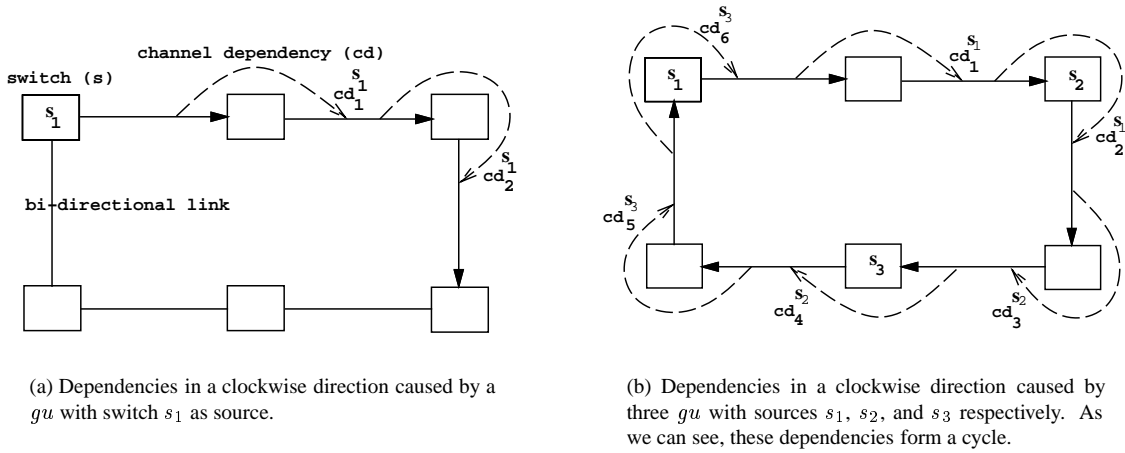 channel dependency (cd)
switch (s)
s1
cd1 s1
cd2 s1
bi-directional link
(a) Dependencies in a clockwise direction caused by a
gu with switch s1 as source.
cd6 s3
s1
cd1 s1
s2
cd2 s1
cd5 s3
s3
cd4 s2
cd3 s2
(b) Dependencies in a clockwise direction caused by
three gu with sources s1, s2, and s3 respectively. As
we can see, these dependencies form a cycle.